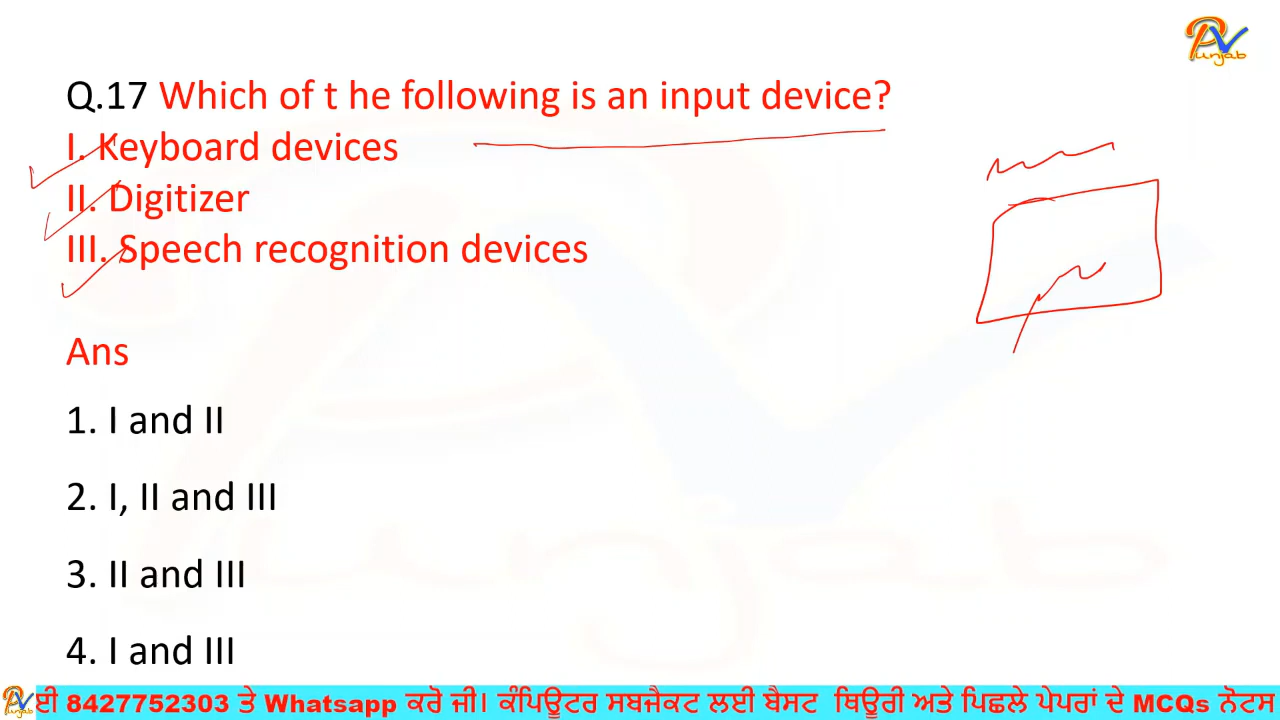 PV
unjab
Q.17 Which of t he following is an input device?
I. Keyboard devices
II. Digitizer
III. Speech recognition devices
Ans
1. I and II
2. I, II and III
3. II and III
4. I and III
ਈ 8427752303 ਤੇ Whatsapp ਕਰੋ ਜੀ। ਕੰਪਿਊਟਰ ਸਬਜੈਕਟ ਲਈ ਬੈਸਟ ਥਿਊਰੀ ਅਤੇ ਪਿਛਲੇ ਪੇਪਰਾਂ ਦੇ MCQs ਨੋਟਸ